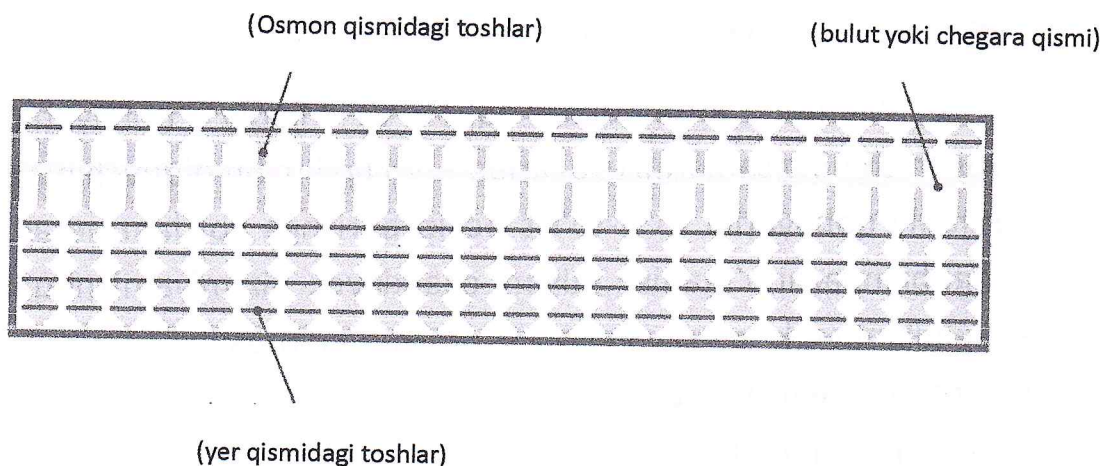 (Osmon qismidagi toshlar)
(bulut yoki chegara qismi)
(yer qismidagi toshlar)